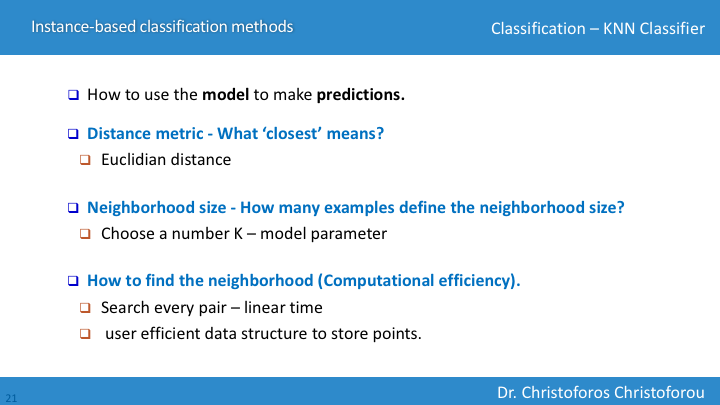 Instance-based classification methods
Classification – KNN Classifier
How to use the model to make predictions.
Distance metric - What ‘closest’ means?
Euclidian distance
Neighborhood size - How many examples define the neighborhood size?
Choose a number K – model parameter
How to find the neighborhood (Computational efficiency).
Search every pair – linear time
user efficient data structure to store points.
21
Dr. Christoforos Christoforou